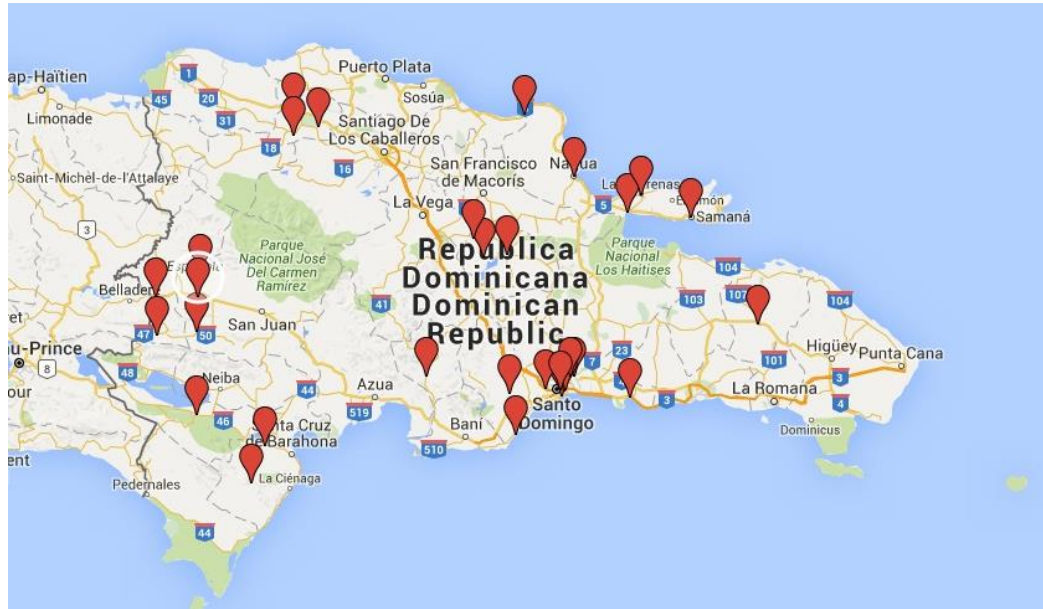 Puerto Plata
1
ap-Haïtien
Sosúa
45
20
Limonade
31
Santiago De
Los Caballeros
18
16
San Francisco
de Macorís
Saint-Michel-de-l'Attalaye
5
Samaná
La Vega
3
Parque
Nacional José
Del Carmen
Ramírez
Parque
Nacional
Los Haitises
Republica
Dominicana
Dominican
Republic
104
103
107
104
Belladère
41
San Juan
47
50
u-Prince
8
48
7
23
101
Higüey
Punta Cana
Neiba
44
Azua
3
La Romana
4
519
46
Baní
Santo
Domingo
3
Dominicus
Santa Cruz
de Barahona
510
La Ciénaga
Pedernales
44